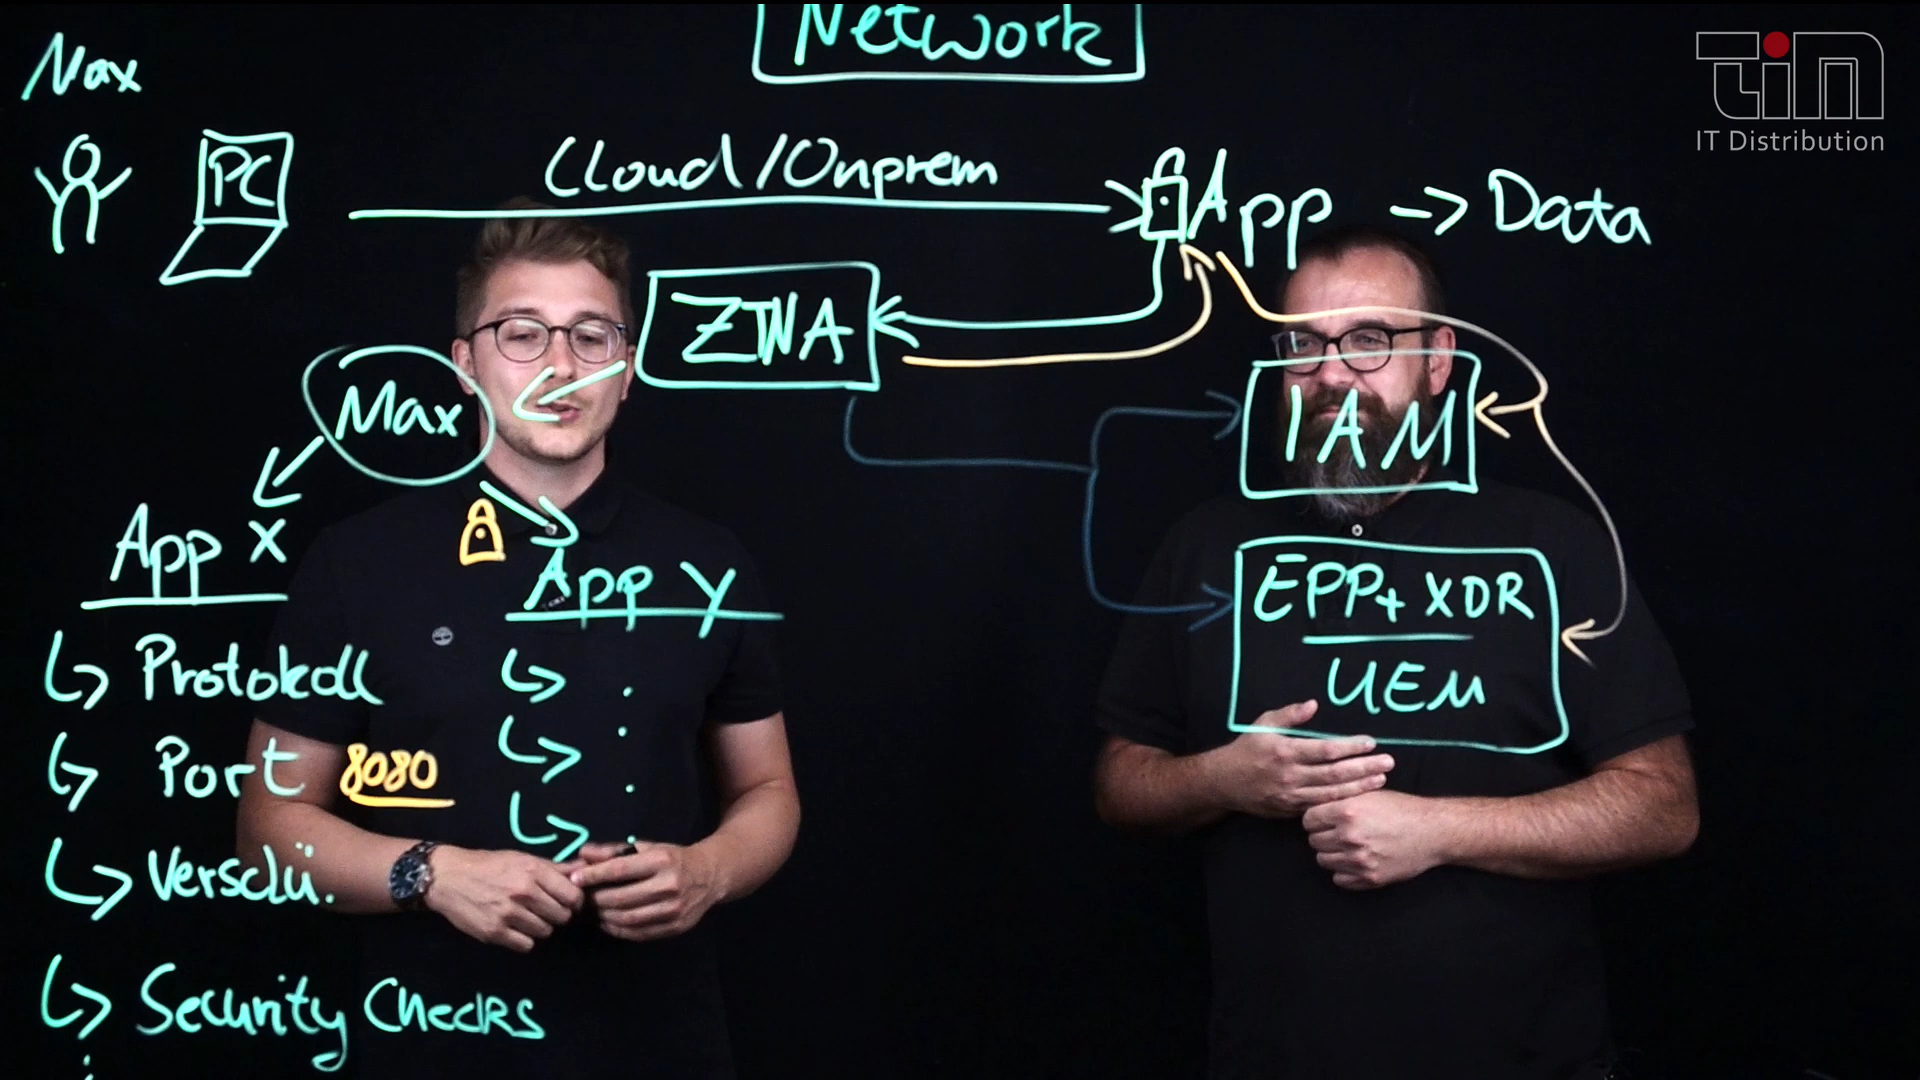 Network
Max
TIM
IT Distribution
PC
Cloud/Onprem
App -> Data
ZTNA
Max
IAM
App X
App Y
EPP+XDR
UEM
Protokoll
Port 8080
Verschlü.
Security Checks